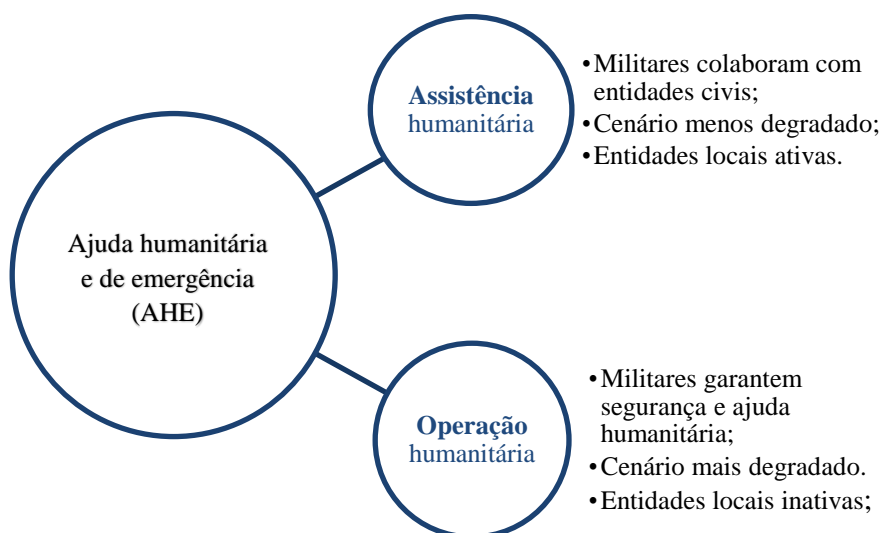 Ajuda humanitária
e de emergência
(AHE)
Assistência
humanitária
•Militares colaboram com
entidades civis;
•Cenário menos degradado;
•Entidades locais ativas.
Operação
humanitária
•Militares garantem
segurança e ajuda
humanitária;
•Cenário mais degradado.
•Entidades locais inativas;